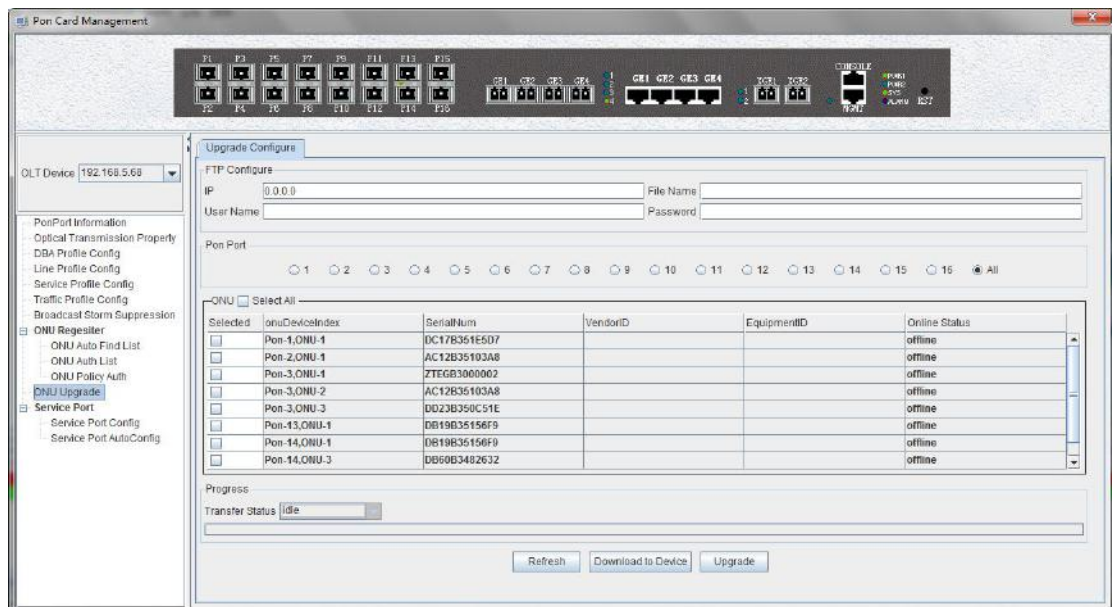 Pon Card Management
P1 P3 P5 P7 P9 P11 P13 P15
P2 P4 P6 P8 P10 P12 P14 P16
GE1 GE2 GE3 GE4
GE1 GE2 GE3 GE4
XGE1 XGE2
CONSOLE
MGMT
PWR1
PWR2
SYS
ALARM
RST
OLT Device 192.168.5.68
PonPort Information
Optical Transmission Property
DBA Profile Config
Line Profile Config
Service Profile Config
Traffic Profile Config
Broadcast Storm Suppression
ONU Regesiter
ONU Auto Find List
ONU Auth List
ONU Policy Auth
ONU Upgrade
Service Port
Service Port Config
Service Port AutoConfig
Upgrade Configure
FTP Configure
IP 0.0.0.0 File Name
User Name Password
Pon Port
1 2 3 4 5 6 7 8 9 10 11 12 13 14 15 16 All
ONU Select All
Selected onuDeviceIndex SerialNum VendorID EquipmentID Online Status
Pon-1,ONU-1 DC17B351E5D7 offline
Pon-2,ONU-1 AC12B35103A8 offline
Pon-3,ONU-1 ZTEGB3000002 offline
Pon-3,ONU-2 AC12B35103A8 offline
Pon-3,ONU-3 DD23B350C51E offline
Pon-13,ONU-1 DB19B35156F9 offline
Pon-14,ONU-1 DB19B35156F9 offline
Pon-14,ONU-3 DB60B3482632 offline
Progress
Transfer Status idle
Refresh Download to Device Upgrade